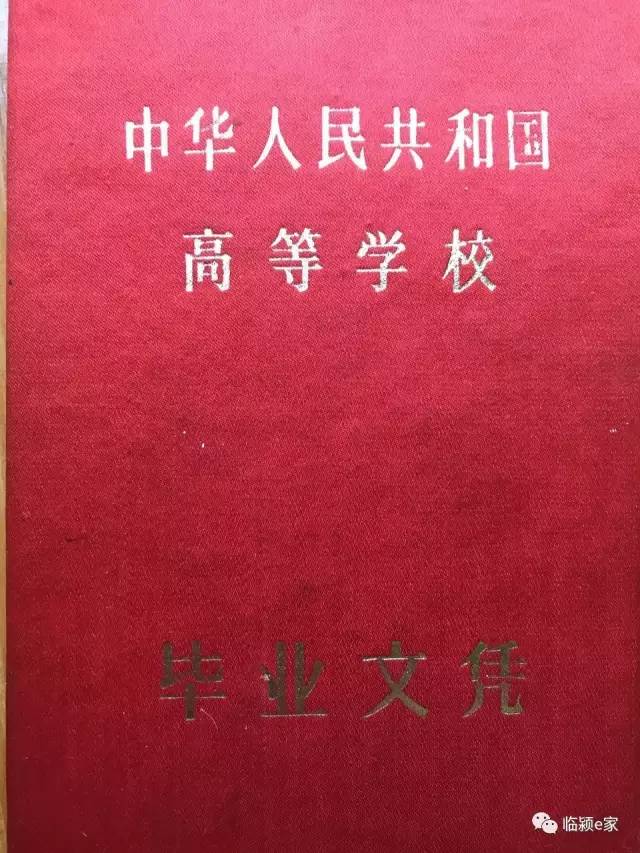 中华人民共和国
高等学校
毕业文凭
临颍e家